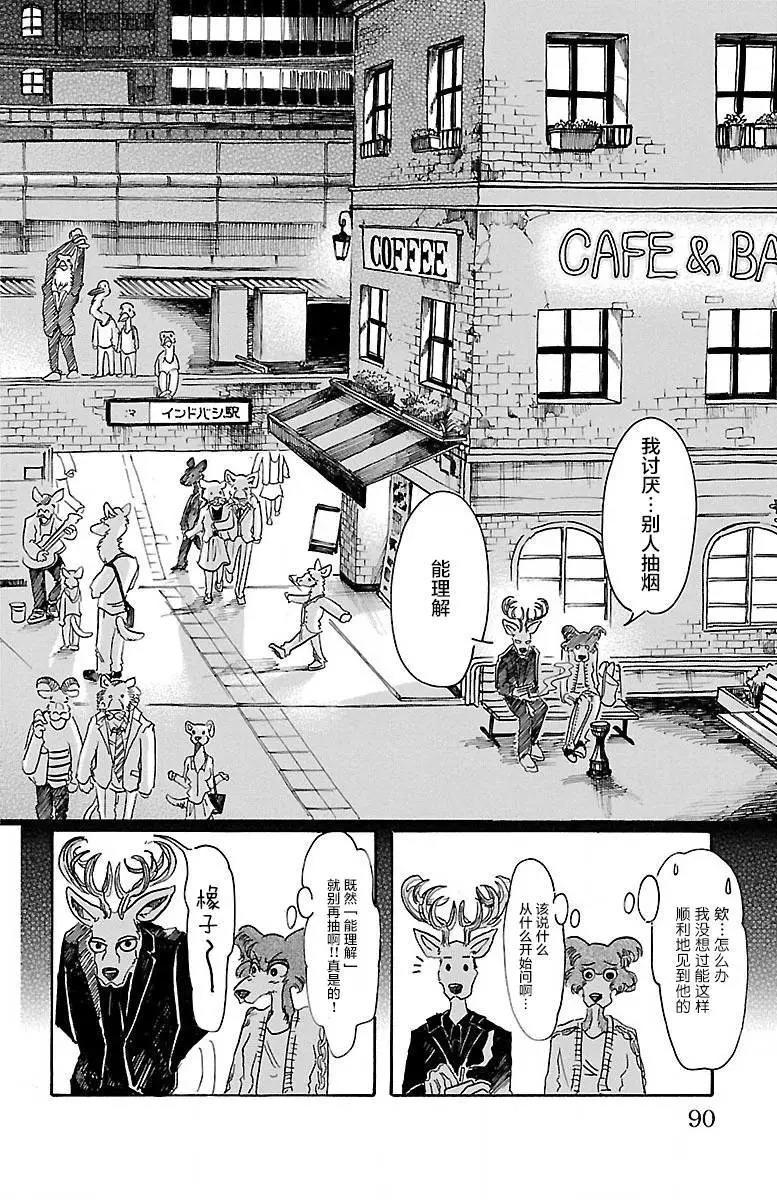 COFFEE
CAFE & BA
インドバシ駅
我讨厌…别人抽烟
能理解
欸…怎么办
我没想过能这样
顺利地见到他的
该说什么
从什么开始问啊…
既然「能理解」
就别再抽啊!!真是的!
橡子～
90